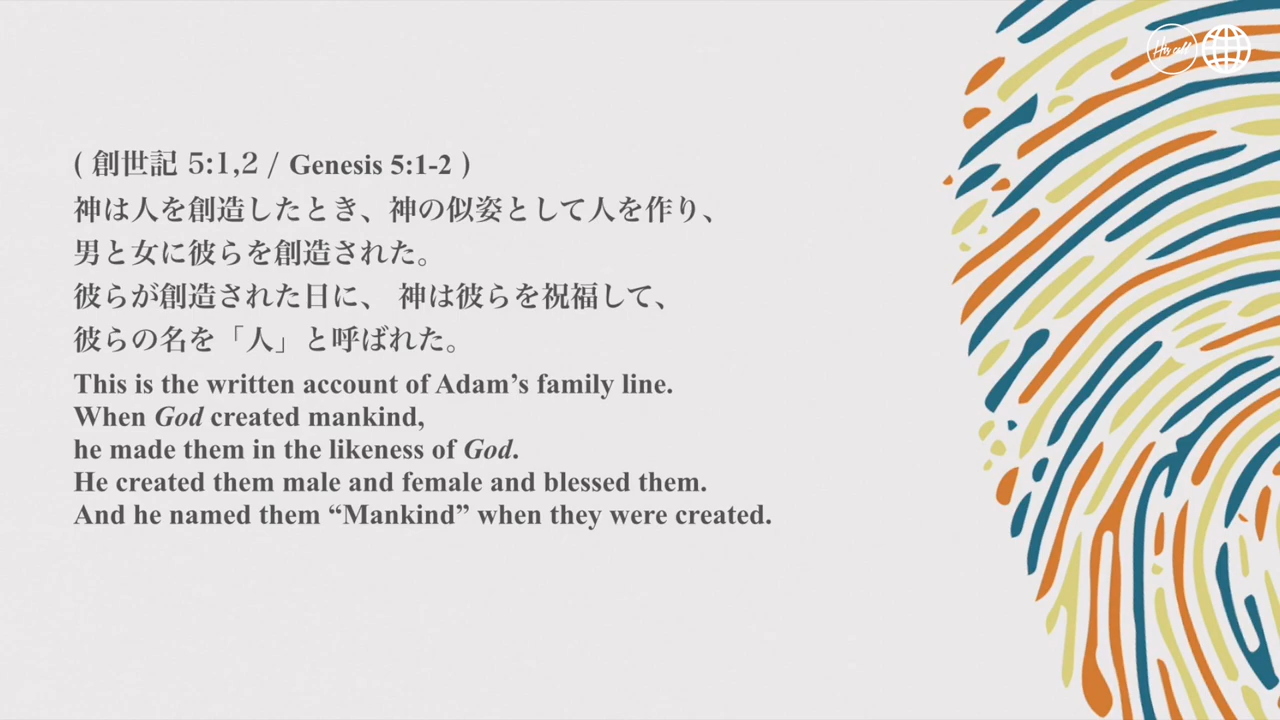 His call
( 創世記 5:1,2 / Genesis 5:1-2 )
神は人を創造したとき、神の似姿として人を作り、
男と女に彼らを創造された。
彼らが創造された日に、 神は彼らを祝福して、
彼らの名を「人」と呼ばれた。
This is the written account of Adam’s family line.
When God created mankind,
he made them in the likeness of God.
He created them male and female and blessed them.
And he named them “Mankind” when they were created.